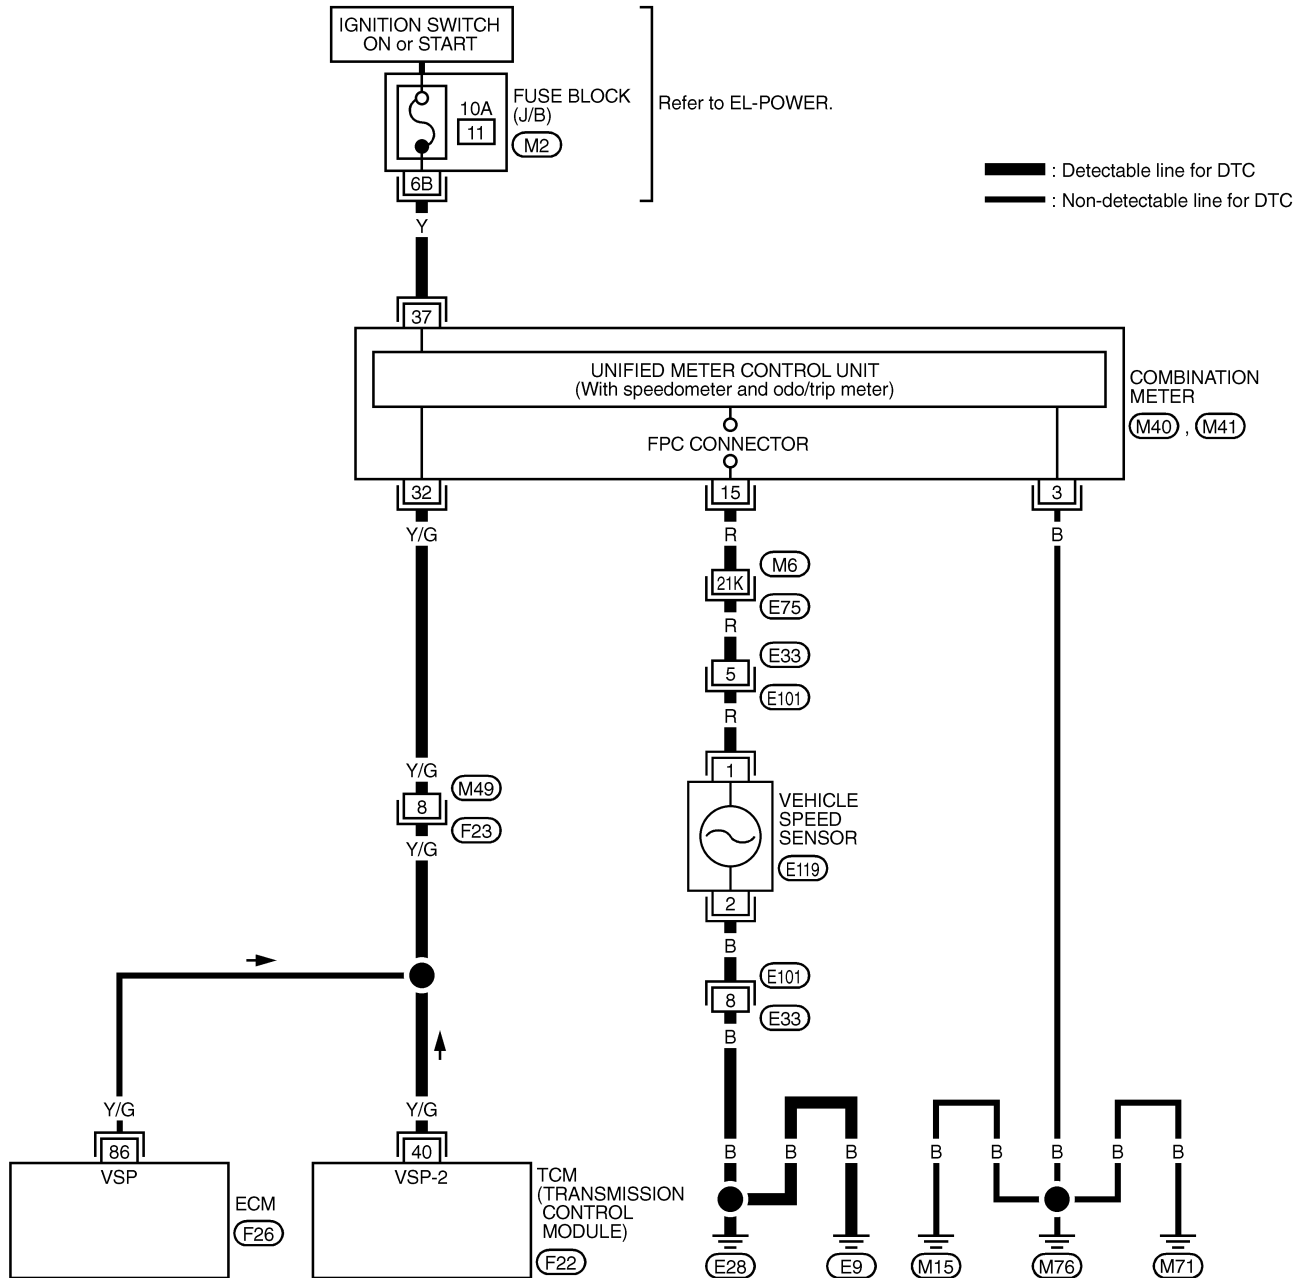 IGNITION SWITCH
ON or START
FUSE BLOCK
(J/B)
10A
11
M2
Refer to EL-POWER.
6B
Y
: Detectable line for DTC
: Non-detectable line for DTC
37
UNIFIED METER CONTROL UNIT
(With speedometer and odo/trip meter)
FPC CONNECTOR
COMBINATION
METER
M40 , M41
32
15
3
Y/G
R
B
M6
21K
E75
R
E33
5
E101
R
Y/G
M49
8
F23
Y/G
1
VEHICLE
SPEED
SENSOR
E119
2
B
E101
8
E33
B
Y/G
Y/G
86
40
VSP
VSP-2
ECM
F26
TCM
(TRANSMISSION
CONTROL
MODULE)
F22
B
B
B
B
B
B
B
B
E28
E9
M15
M76
M71